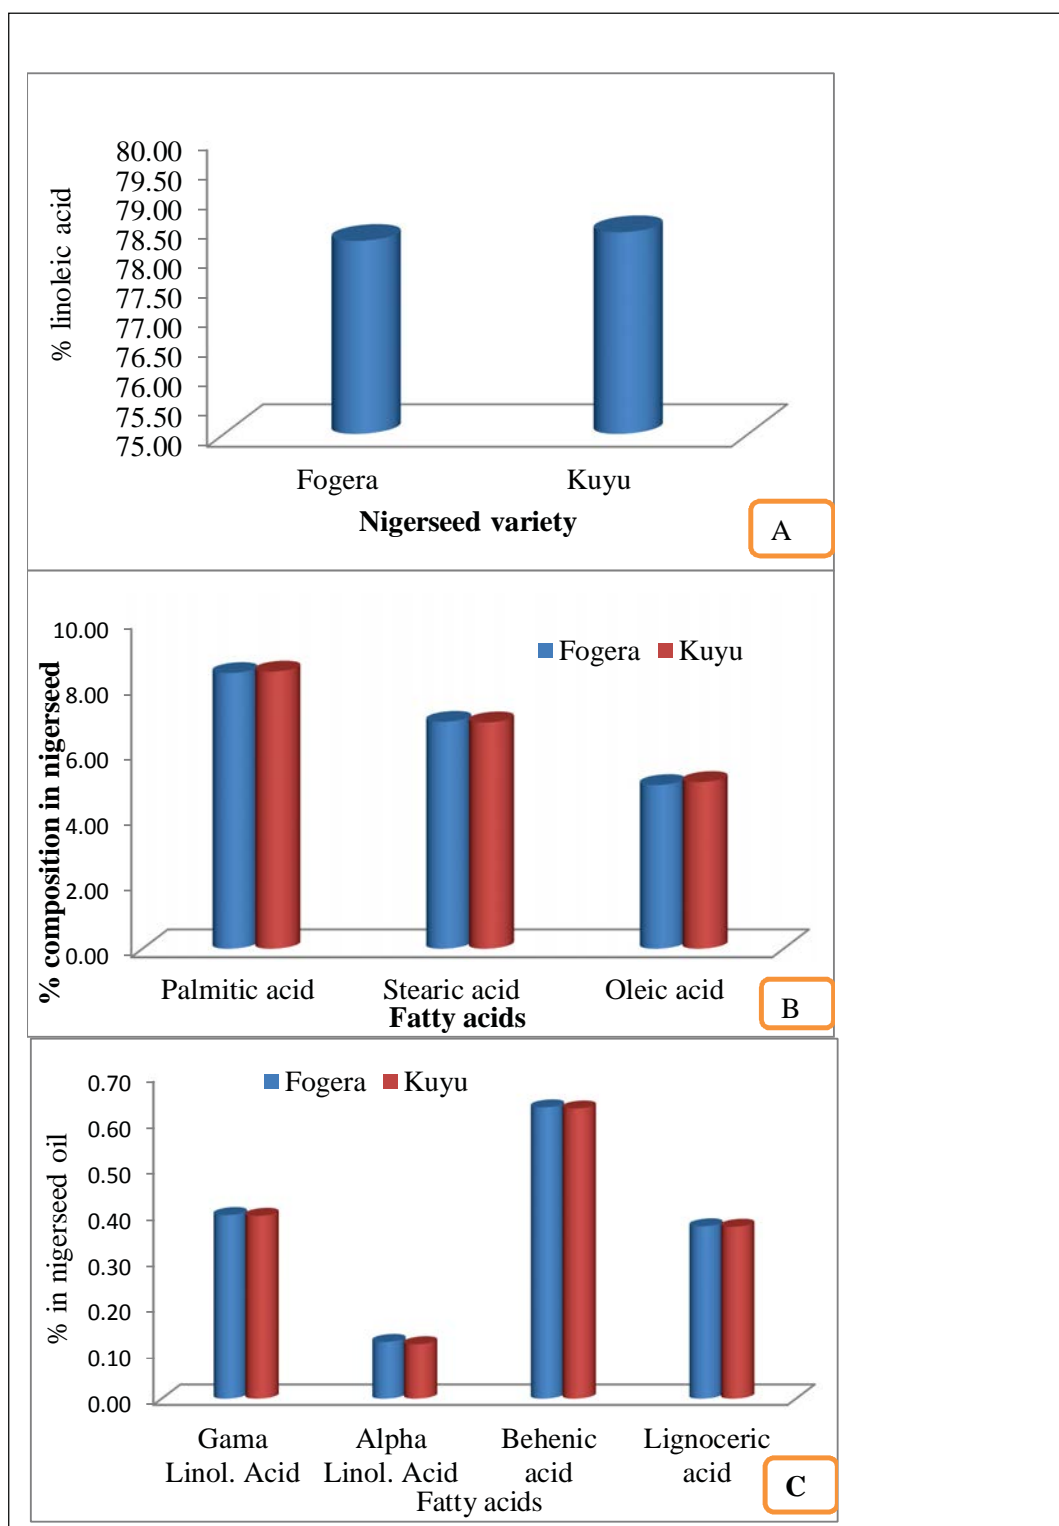 80.00
79.50
79.00
78.50
78.00
77.50
77.00
76.50
76.00
75.50
75.00
% linoleic acid
Fogera Kuyu
Nigerseed variety
A
10.00
8.00
6.00
4.00
2.00
0.00
% composition in nigerseed
Fogera Kuyu
Palmitic acid Stearic acid Oleic acid
Fatty acids
B
0.70
0.60
0.50
0.40
0.30
0.20
0.10
0.00
% in nigerseed oil
Fogera Kuyu
Gama Alpha Behenic Lignoceric
Linol. Acid Linol. Acid acid acid
Fatty acids
C